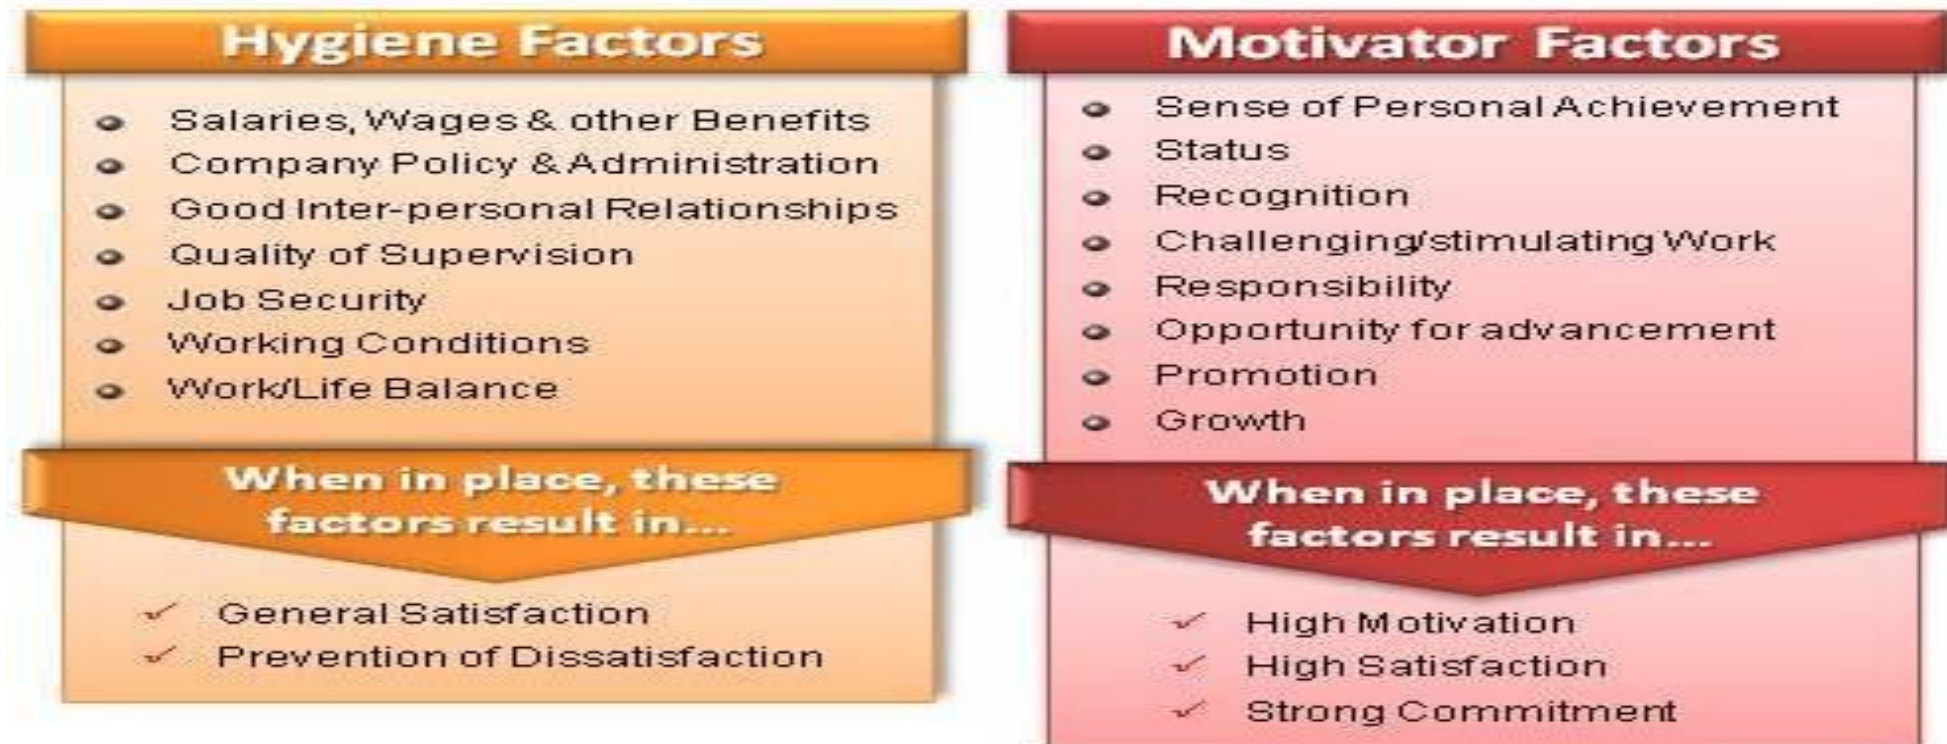 Hygiene Factors
Salaries, Wages & other Benefits
Company Policy & Administration
Good Inter-personal Relationships
Quality of Supervision
Job Security
Working Conditions
Work/Life Balance
When in place, these
factors result in...
General Satisfaction
Prevention of Dissatisfaction
Motivator Factors
Sense of Personal Achievement
Status
Recognition
Challenging/stimulating Work
Responsibility
Opportunity for advancement
Promotion
Growth
When in place, these
factors result in...
High Motivation
High Satisfaction
Strong Commitment